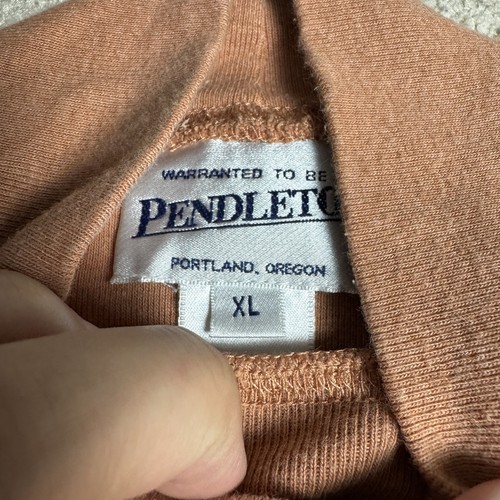 WARRANTED TO BE
PENDLETO
PORTLAND, OREGON
XL